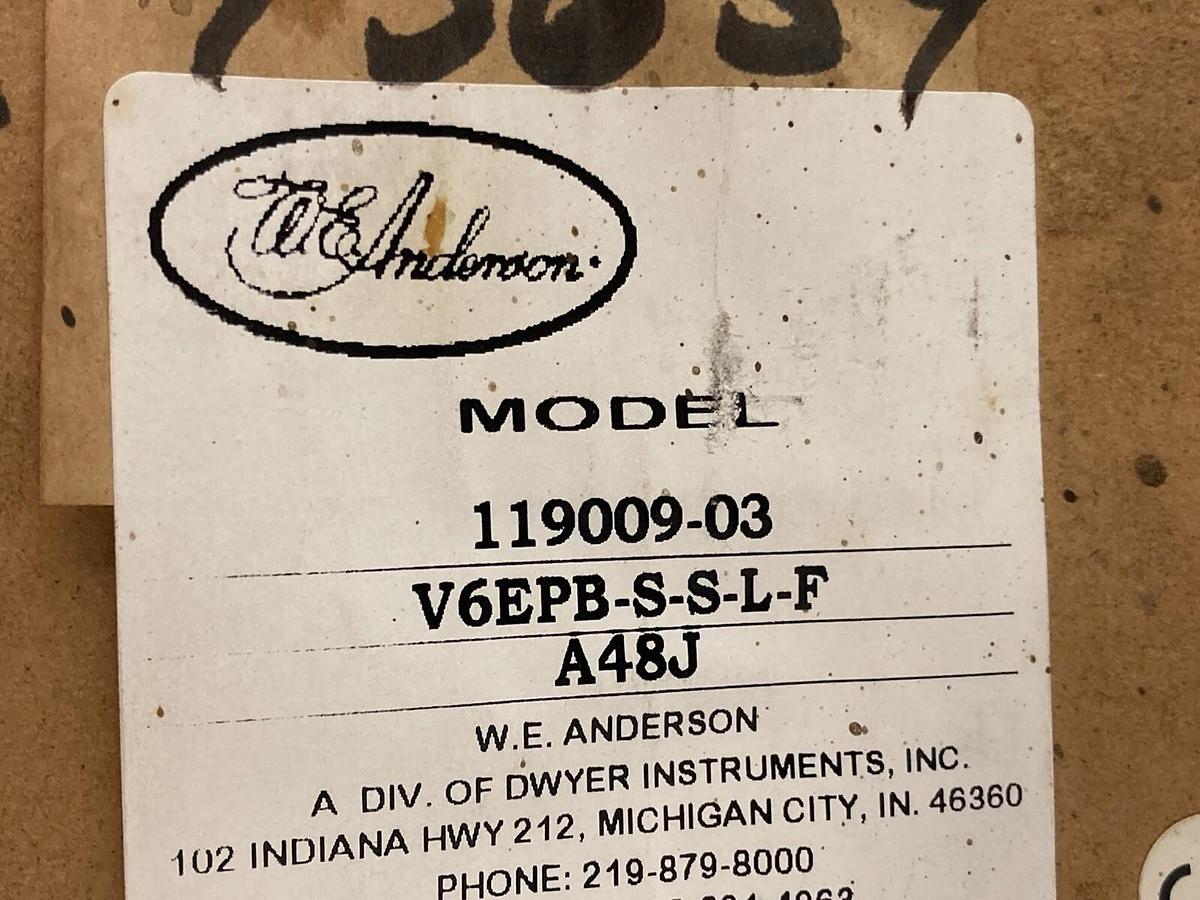 W.E. Anderson
MODEL
119009-03
V6EPB-S-S-L-F
A48J
W.E. ANDERSON
A DIV. OF DWYER INSTRUMENTS, INC.
102 INDIANA HWY 212, MICHIGAN CITY, IN. 46360
PHONE: 219-879-8000